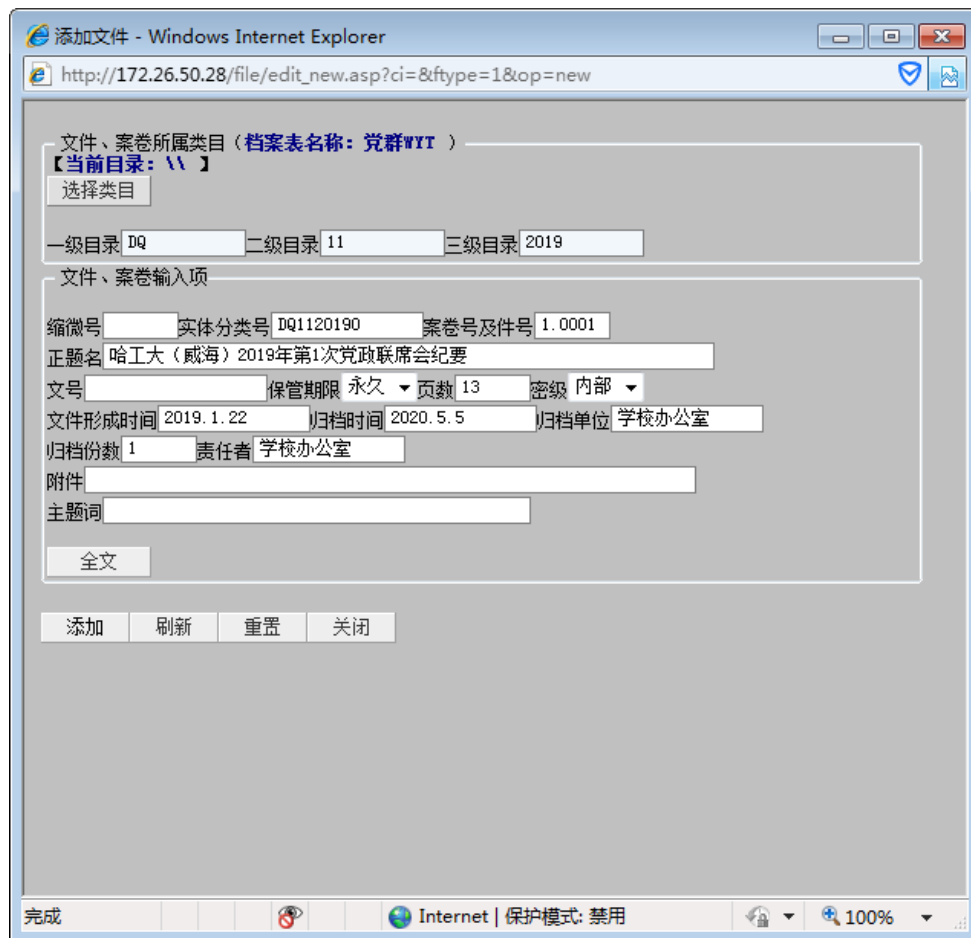 添加文件 - Windows Internet Explorer
http://172.26.50.28/file/edit_new.asp?ci=&ftype=1&op=new
文件、案卷所属类目（档案表名称：党群WYT ）
【当前目录：\\ 】
选择类目
一级目录 DQ 二级目录 11 三级目录 2019
文件、案卷输入项
缩微号 实体分类号 DQ1120190 案卷号及件号 1.0001
正题名 哈工大（威海）2019年第1次党政联席会纪要
文号 保管期限 永久 页数 13 密级 内部
文件形成时间 2019.1.22 归档时间 2020.5.5 归档单位 学校办公室
归档份数 1 责任者 学校办公室
附件
主题词
全文
添加 刷新 重置 关闭
完成 Internet | 保护模式: 禁用 100%